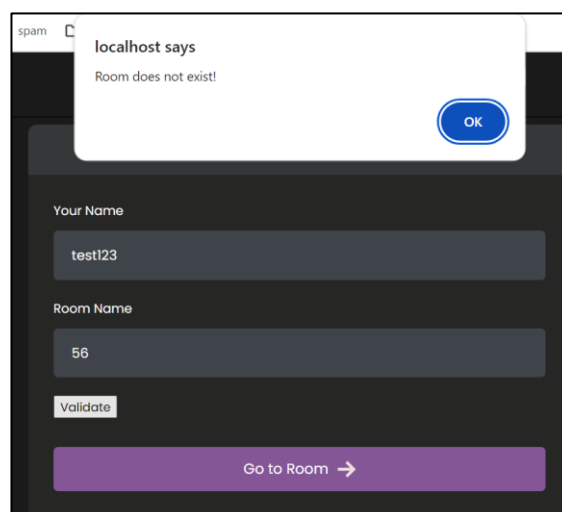 spam
localhost says
Room does not exist!
OK
Your Name
test123
Room Name
56
Validate
Go to Room →